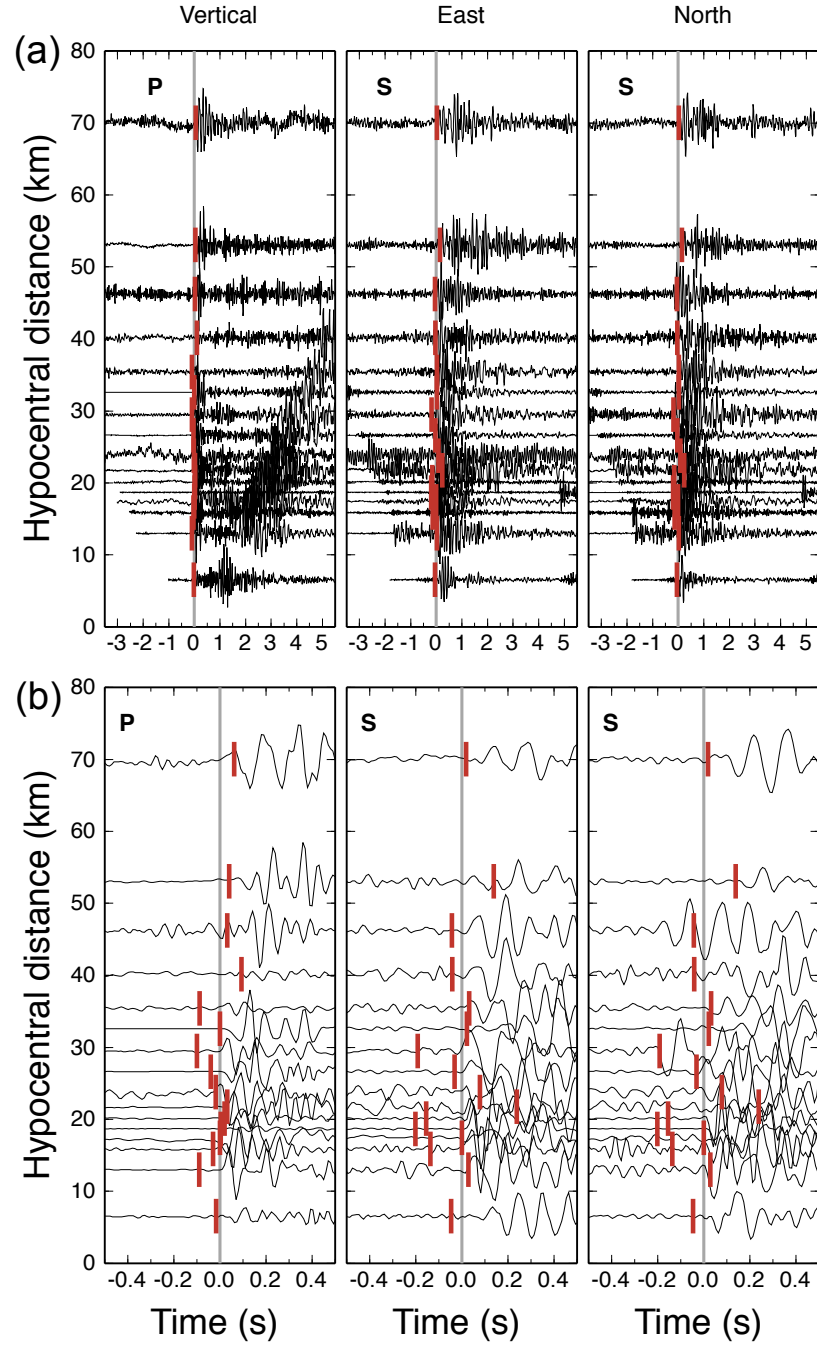 Vertical East North
(a)
P S S
80
70
60
50
40
30
20
10
0
Hypocentral distance (km)
-3 -2 -1 0 1 2 3 4 5 -3 -2 -1 0 1 2 3 4 5 -3 -2 -1 0 1 2 3 4 5
(b)
P S S
80
70
60
50
40
30
20
10
0
Hypocentral distance (km)
-0.4 -0.2 0.0 0.2 0.4 -0.4 -0.2 0.0 0.2 0.4 -0.4 -0.2 0.0 0.2 0.4
Time (s) Time (s) Time (s)